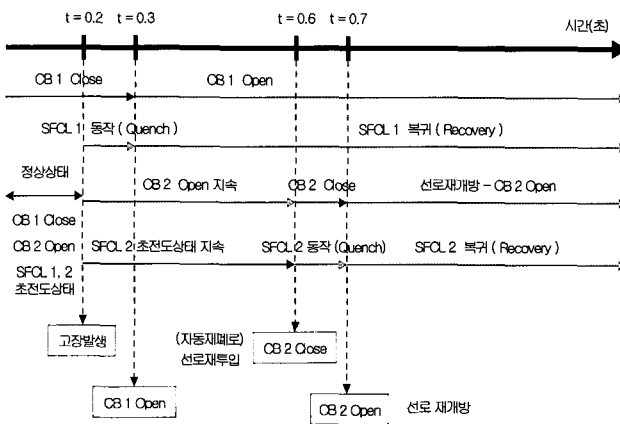 t = 0.2 t = 0.3 t = 0.6 t = 0.7 시간(초)
CB 1 Close CB 1 Open
SFCL 1 동작 ( Quench ) SFCL 1 복귀 ( Recovery )
정상상태
CB 2 Open 지속 CB 2 Close 선로재개방 - CB 2 Open
CB 1 Close
CB 2 Open
SFCL 1, 2
초전도상태
SFCL 2 초전도상태 지속 SFCL 2 동작 (Quench) SFCL 2 복귀 ( Recovery )
고장발생
(자동재폐로)
선로재투입
CB 2 Close
CB 1 Open
CB 2 Open 선로 재개방